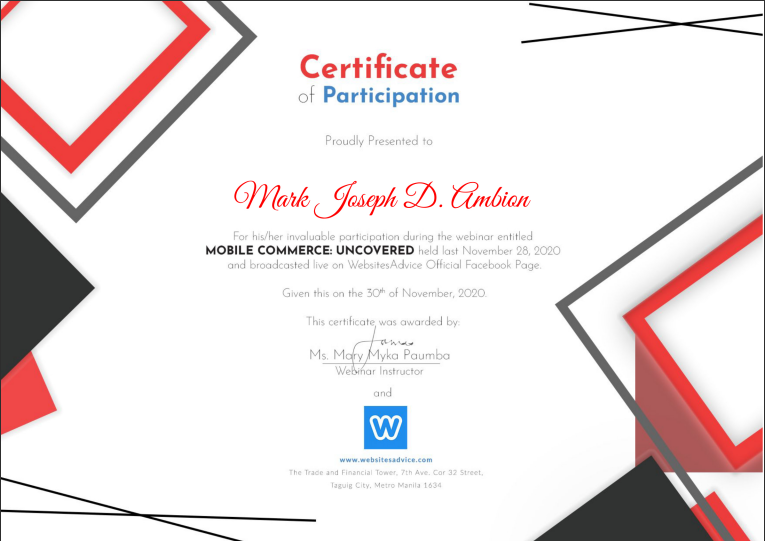 Certificate
of Participation
Proudly Presented to
Mark Joseph D. Ambion
For his/her invaluable participation during the webinar entitled
MOBILE COMMERCE: UNCOVERED held last November 28, 2020
and broadcasted live on WebsitesAdvice Official Facebook Page.
Given this on the 30th of November, 2020.
This certificate was awarded by:
Ms. Mary Myka Paumba
Webinar Instructor
and
W
www.websitesadvice.com
The Trade and Financial Tower, 7th Ave. Cor 32 Street,
Taguig City, Metro Manila 1634